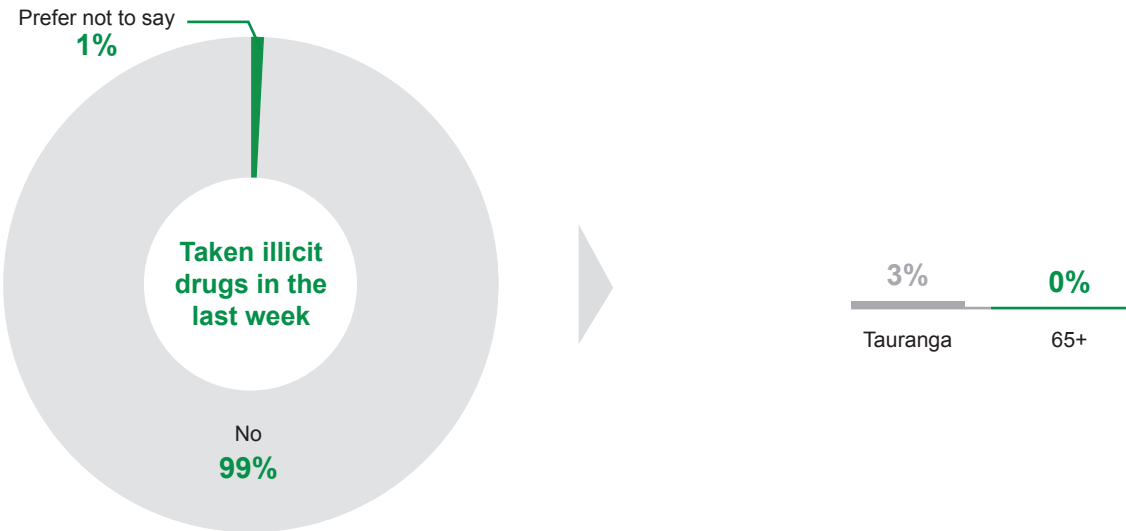 Prefer not to say
1%
Taken illicit
drugs in the
last week
No
99%
3%
0%
Tauranga
65+